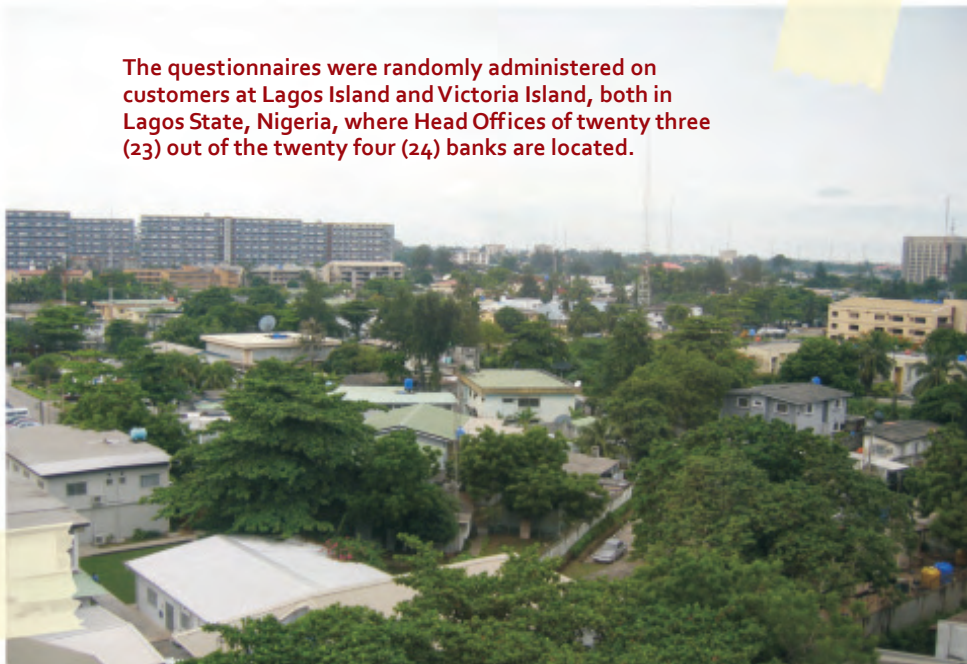 The questionnaires were randomly administered on
customers at Lagos Island and Victoria Island, both in
Lagos State, Nigeria, where Head Offices of twenty three
(23) out of the twenty four (24) banks are located.